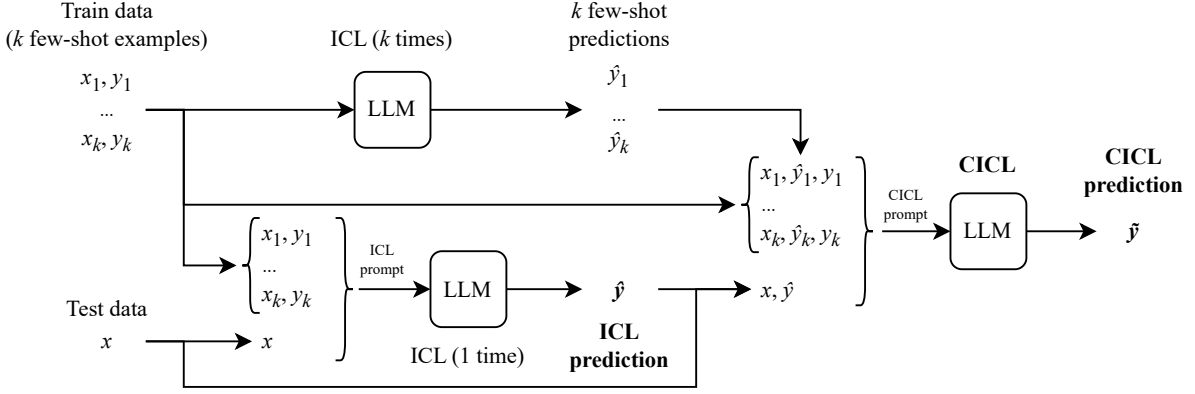 Train data
(k few-shot examples)
x₁, y₁
...
xₖ, yₖ
ICL (k times)
LLM
k few-shot
predictions
ŷ₁
...
ŷₖ
x₁, ŷ₁, y₁
...
xₖ, ŷₖ, yₖ
x, ŷ
CICL
prompt
CICL
LLM
CICL
prediction
ỹ
x₁, y₁
...
xₖ, yₖ
x
ICL
prompt
LLM
ICL (1 time)
ŷ
ICL
prediction
Test data
x